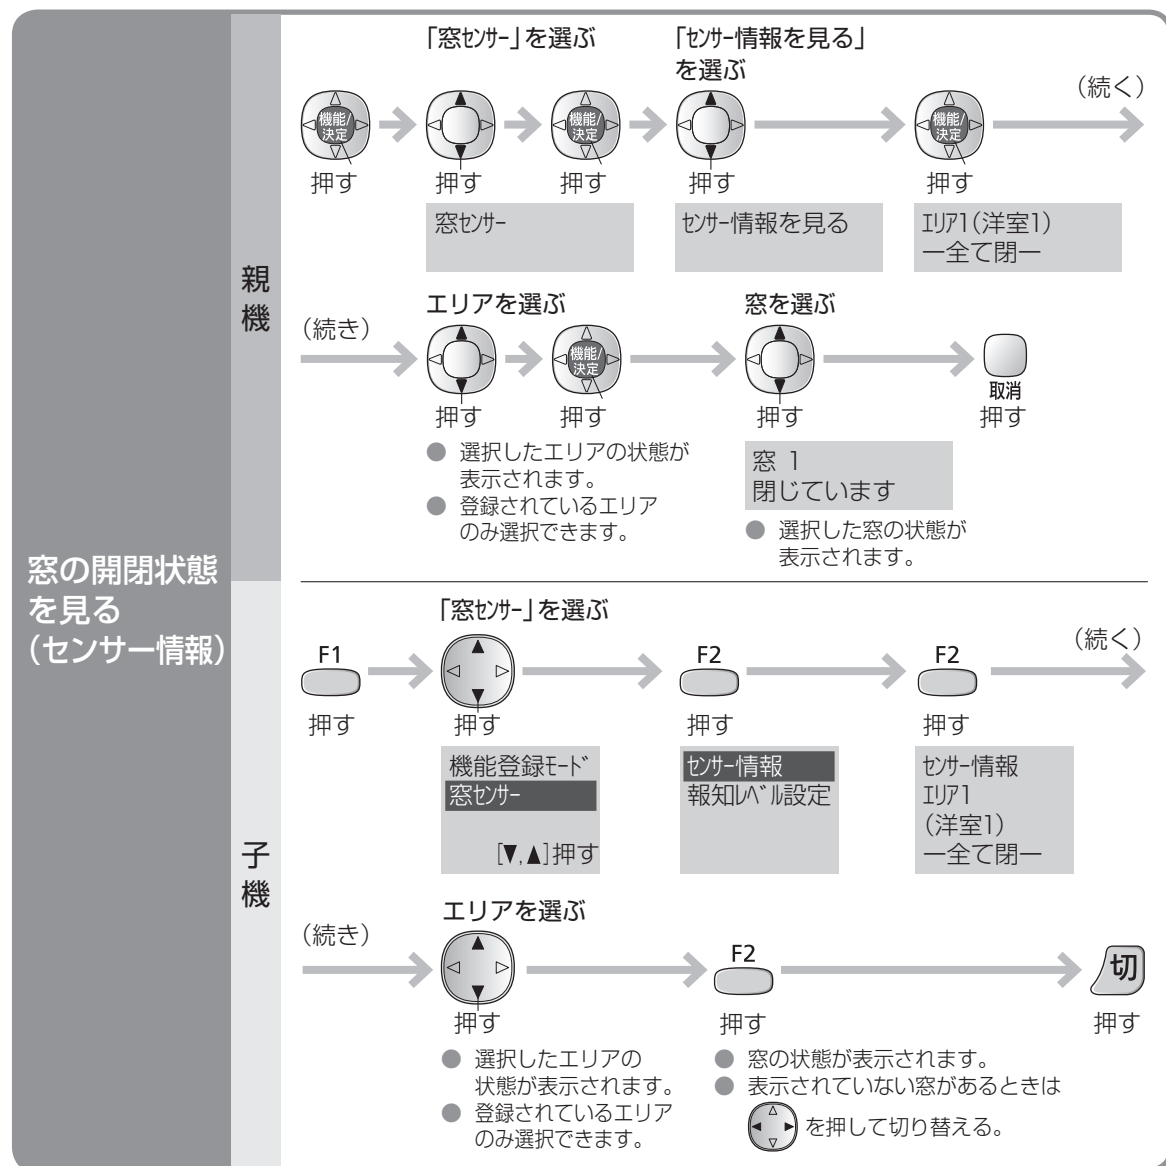 窓の開閉状態
を見る
（センサー情報）
親
機
「窓ｾﾝｻｰ」を選ぶ
「ｾﾝｻｰ情報を見る」
を選ぶ
（続く）
機能/
決定
機能/
決定
機能/
決定
押す
押す
押す
押す
押す
窓ｾﾝｻｰ
ｾﾝｻｰ情報を見る
ｴﾘｱ1(洋室1)
ー全て閉ー
（続き）
エリアを選ぶ
窓を選ぶ
機能/
決定
取消
押す
押す
押す
押す
● 選択したエリアの状態が
表示されます。
● 登録されているエリア
のみ選択できます。
窓 1
閉じています
● 選択した窓の状態が
表示されます。
子
機
「窓ｾﾝｻｰ」を選ぶ
（続く）
F1
F2
F2
押す
押す
押す
押す
機能登録ﾓｰﾄﾞ
窓ｾﾝｻｰ
[▼,▲]押す
ｾﾝｻｰ情報
報知ﾚﾍﾞﾙ設定
ｾﾝｻｰ情報
ｴﾘｱ1
(洋室1)
ー全て閉ー
（続き）
エリアを選ぶ
F2
切
押す
押す
押す
● 選択したエリアの
状態が表示されます。
● 登録されているエリア
のみ選択できます。
● 窓の状態が表示されます。
● 表示されていない窓があるときは
を押して切り替える。